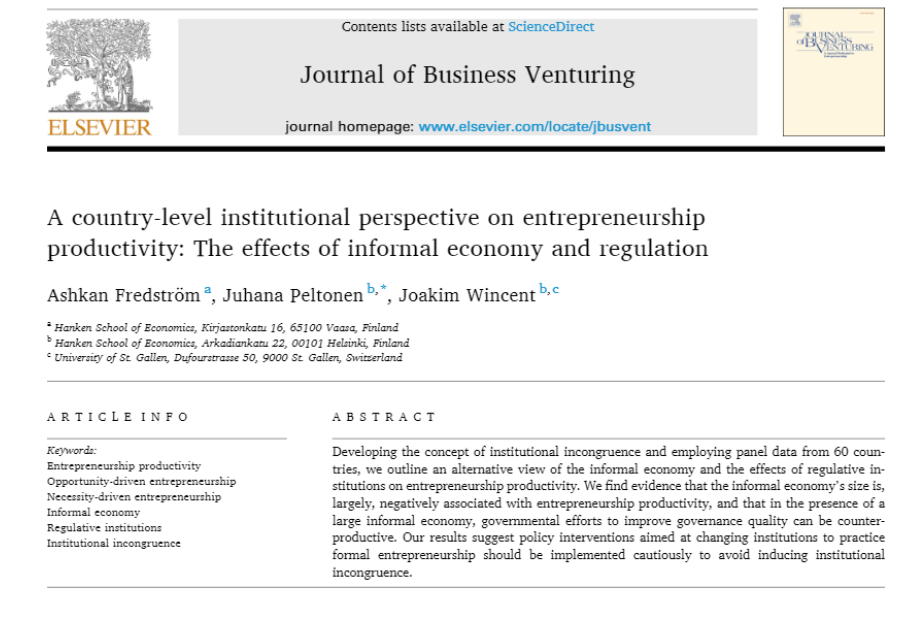 Contents lists available at ScienceDirect
Journal of Business Venturing
ELSEVIER
journal homepage: www.elsevier.com/locate/jbusvent
JOURNAL
of BUSINESS
VENTURING
A country-level institutional perspective on entrepreneurship
productivity: The effects of informal economy and regulation
Ashkan Fredström a, Juhana Peltonen b,*, Joakim Wincent b,c
a Hanken School of Economics, Kirjastonkatu 16, 65100 Vaasa, Finland
b Hanken School of Economics, Arkadiankatu 22, 00101 Helsinki, Finland
c University of St. Gallen, Dufourstrasse 50, 9000 St. Gallen, Switzerland
ARTICLE INFO
Keywords:
Entrepreneurship productivity
Opportunity-driven entrepreneurship
Necessity-driven entrepreneurship
Informal economy
Regulative institutions
Institutional incongruence
ABSTRACT
Developing the concept of institutional incongruence and employing panel data from 60 coun-
tries, we outline an alternative view of the informal economy and the effects of regulative in-
stitutions on entrepreneurship productivity. We find evidence that the informal economy's size is,
largely, negatively associated with entrepreneurship productivity, and that in the presence of a
large informal economy, governmental efforts to improve governance quality can be counter-
productive. Our results suggest policy interventions aimed at changing institutions to practice
formal entrepreneurship should be implemented cautiously to avoid inducing institutional
incongruence.